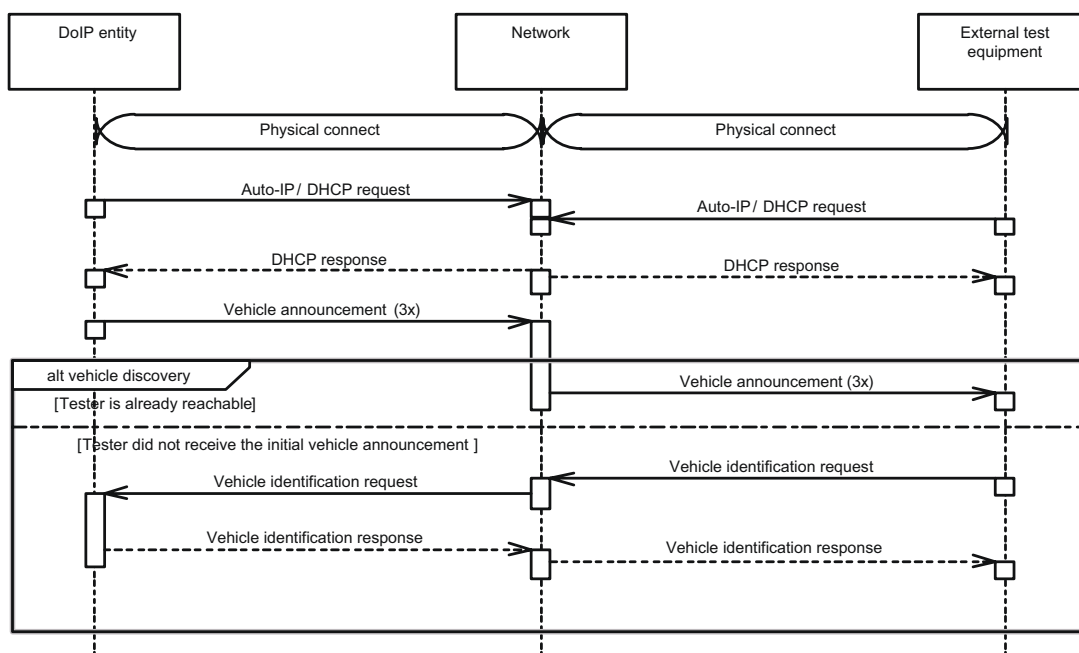 DoIP entity
Network
External test
equipment
Physical connect
Physical connect
Auto-IP/ DHCP request
Auto-IP/ DHCP request
DHCP response
DHCP response
Vehicle announcement (3x)
alt vehicle discovery
Vehicle announcement (3x)
[Tester is already reachable]
[Tester did not receive the initial vehicle announcement ]
Vehicle identification request
Vehicle identification request
Vehicle identification response
Vehicle identification response